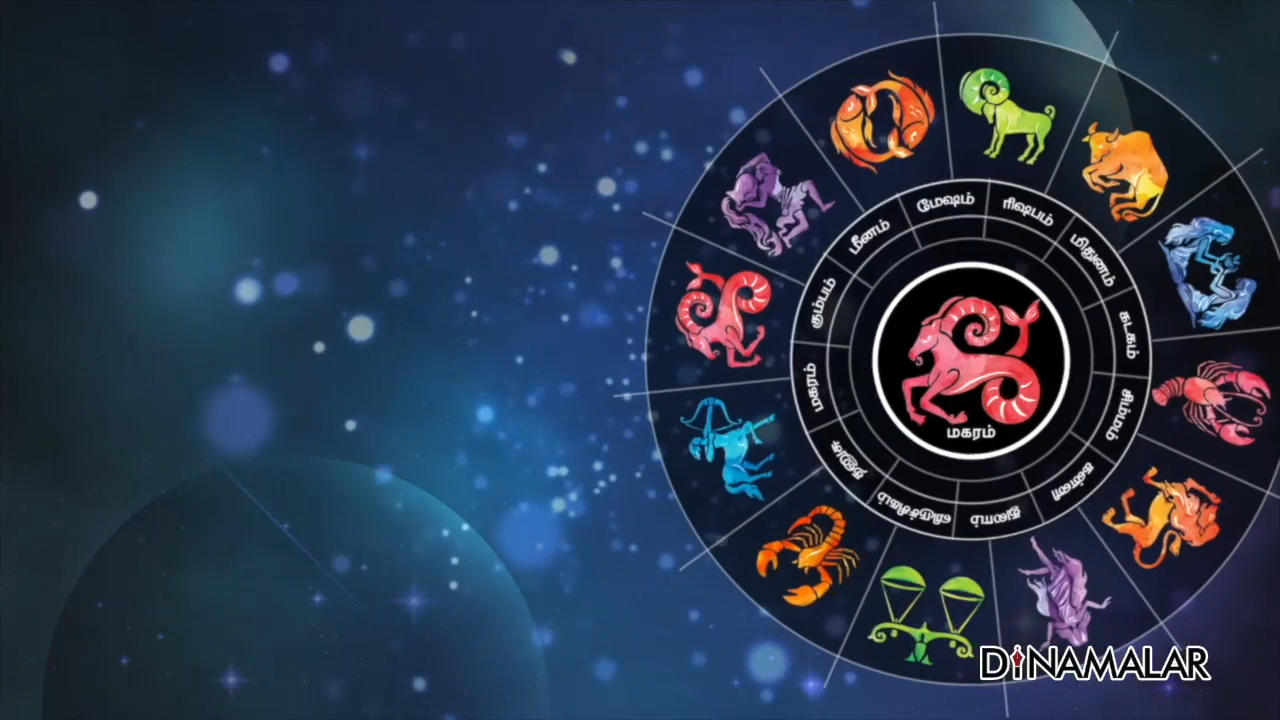 மேஷம்
ரிஷபம்
மிதுனம்
கடகம்
சிம்மம்
கன்னி
துலாம்
விருச்சிகம்
தனுசு
மகரம்
கும்பம்
மீனம்
மகரம்
DINAMALAR